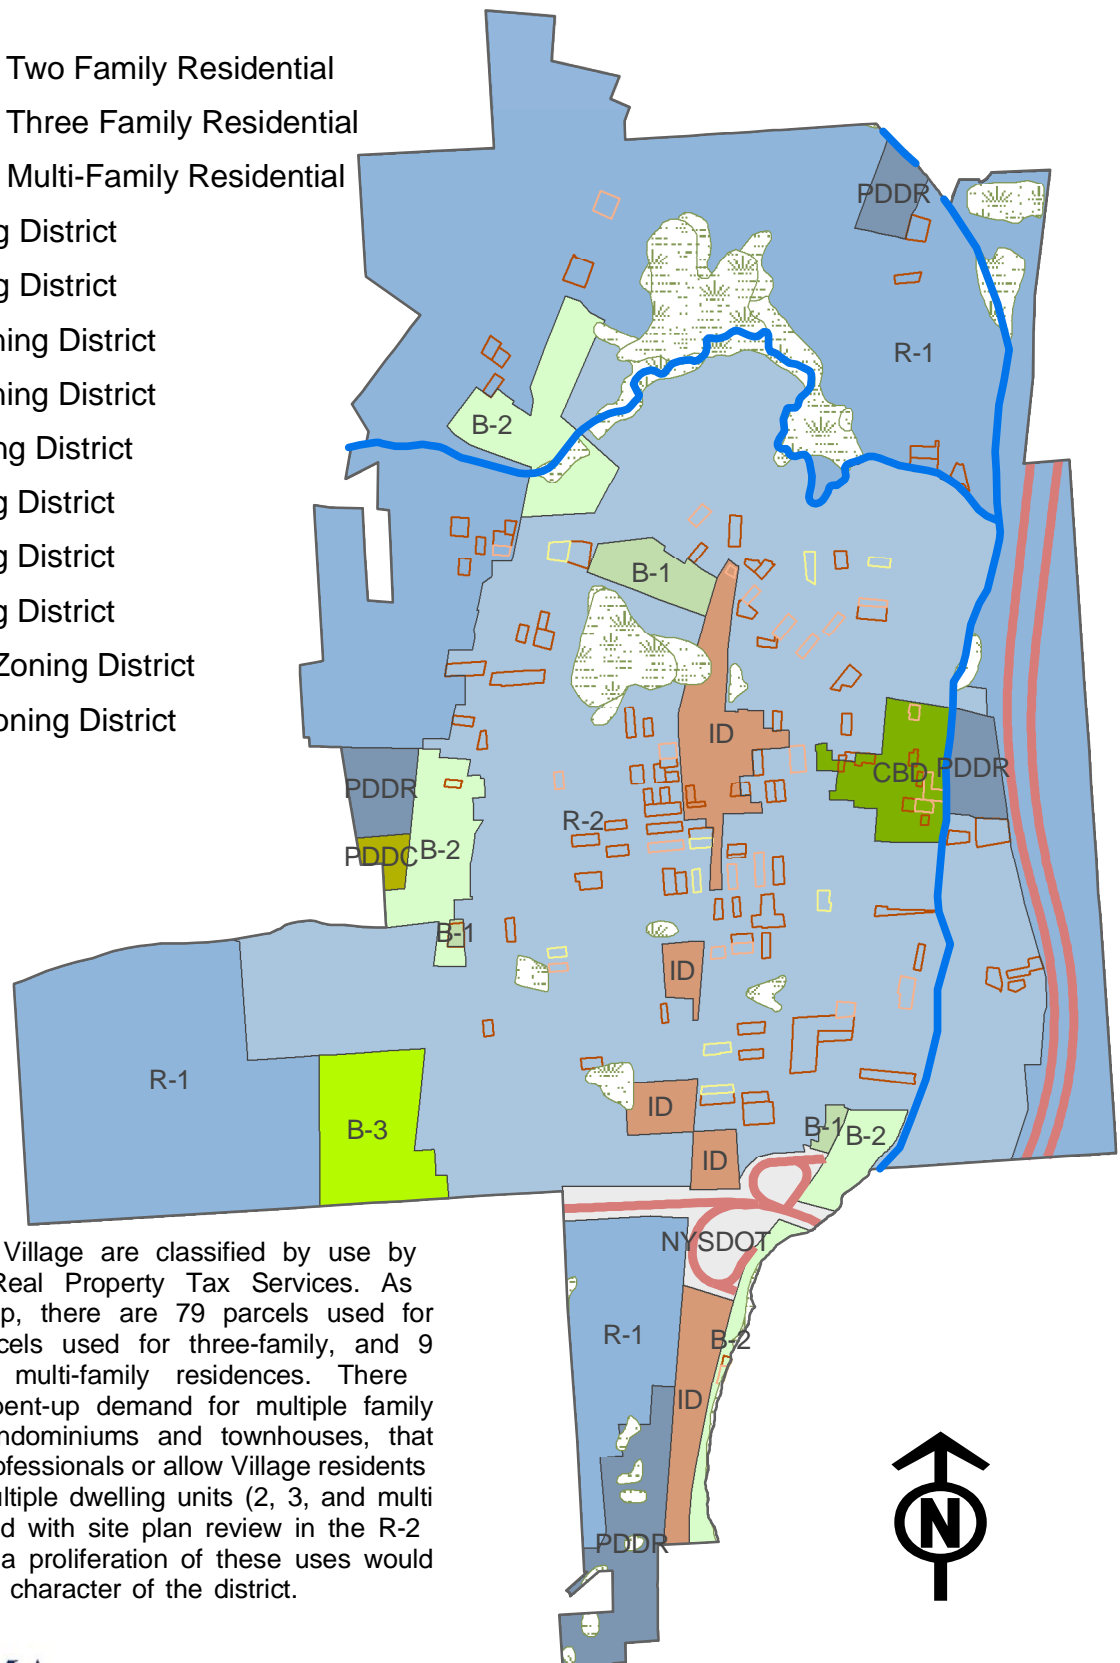 Two Family Residential
Three Family Residential
Multi-Family Residential
g District
g District
ning District
ning District
ng District
g District
g District
g District
Zoning District
oning District
PDDR
R-1
B-2
B-1
ID
CBD
PDDR
PDDR
R-2
PDDC
B-2
B-1
ID
R-1
ID
B-3
B-1
B-2
ID
NYSDOT
R-1
B-2
ID
PDDR
N
Village are classified by use by
Real Property Tax Services. As
p, there are 79 parcels used for
cels used for three-family, and 9
multi-family residences. There
pent-up demand for multiple family
ndominiums and townhouses, that
ofessionals or allow Village residents
ultiple dwelling units (2, 3, and multi
d with site plan review in the R-2
a proliferation of these uses would
character of the district.